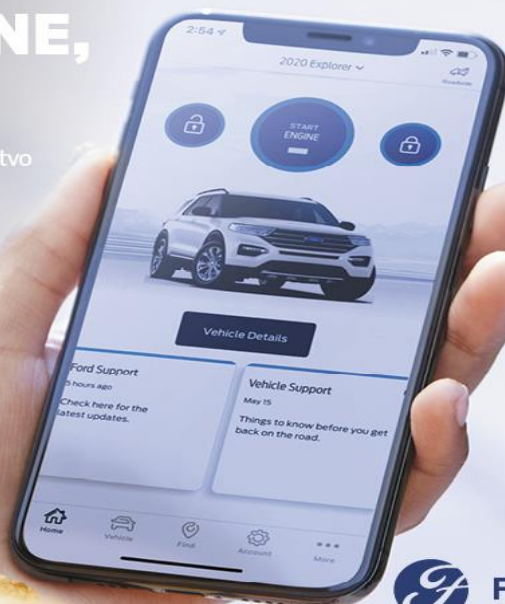 NE,
tvo
2:54
2020 Explorer
Roadside
START
ENGINE
Vehicle Details
Ford Support
5 hours ago
Check here for the
latest updates.
Vehicle Support
May 15
Things to know before you get
back on the road.
Home
Vehicle
Find
Account
More
F